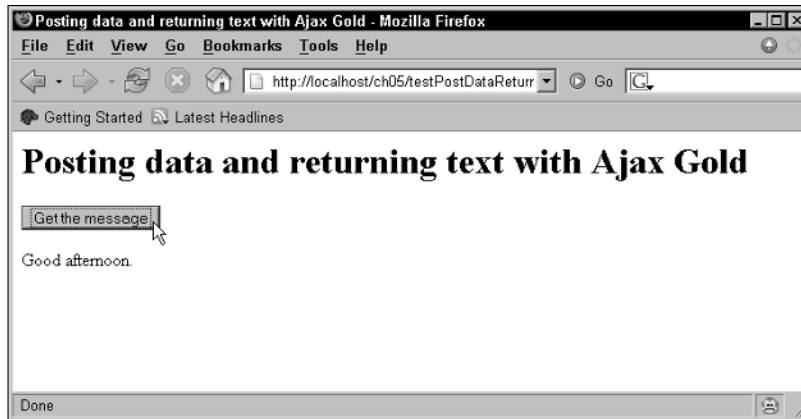 Posting data and returning text with Ajax Gold - Mozilla Firefox
File Edit View Go Bookmarks Tools Help
http://localhost/ch05/testPostDataReturr Go G
Getting Started Latest Headlines
Posting data and returning text with Ajax Gold
Get the message
Good afternoon.
Done